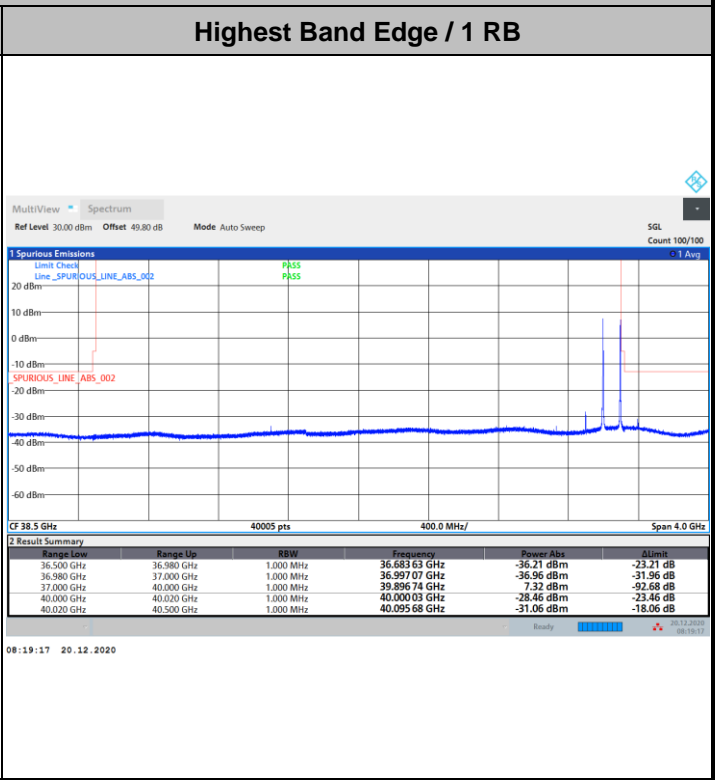 Highest Band Edge / 1 RB
MultiView Spectrum
Ref Level 30.00 dBm Offset 49.80 dB Mode Auto Sweep SGL
Count 100/100
1 Spurious Emissions 1 Avg
Limit Check PASS
Line _SPURIOUS_LINE_ABS_002 PASS
20 dBm
10 dBm
0 dBm
-10 dBm
_SPURIOUS_LINE_ABS_002
-20 dBm
-30 dBm
-40 dBm
-50 dBm
-60 dBm
CF 38.5 GHz 40005 pts 400.0 MHz/ Span 4.0 GHz
2 Result Summary
Range Low Range Up RBW Frequency Power Abs ΔLimit
36.500 GHz 36.980 GHz 1.000 MHz 36.683 63 GHz -36.21 dBm -23.21 dB
36.980 GHz 37.000 GHz 1.000 MHz 36.997 07 GHz -36.96 dBm -31.96 dB
37.000 GHz 40.000 GHz 1.000 MHz 39.896 74 GHz 7.32 dBm -92.68 dB
40.000 GHz 40.020 GHz 1.000 MHz 40.000 03 GHz -28.46 dBm -23.46 dB
40.020 GHz 40.500 GHz 1.000 MHz 40.095 68 GHz -31.06 dBm -18.06 dB
Ready 20.12.2020
08:19:17
08:19:17 20.12.2020